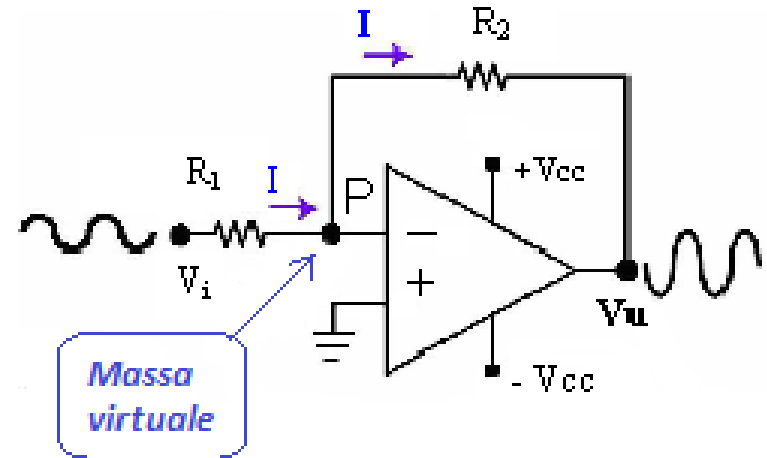 I
R₂
R₁
I
P
+Vcc
−
Vᵢ
+
Vu
Massa
virtuale
- Vcc